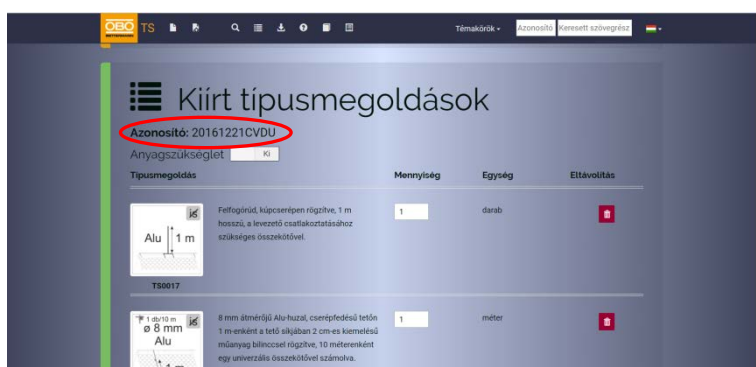 OBO TS Témakörök Azonosító Keresett szövegrész
BETTERMANN
Kiírt típusmegoldások
Azonosító: 20161221CVDU
Anyagszükséglet Ki
Típusmegoldás Mennyiség Egység Eltávolítás
Felfogórúd, kúpcserépen rögzítve, 1 m
hosszú, a levezető csatlakoztatásához
szükséges összekötővel.
1 darab
Alu 1 m
TS0017
8 mm átmérőjű Alu-huzal, cserépfedésű tetőn
1 m-enként a tető síkjában 2 cm-es kiemelésű
műanyag bilinccsel rögzítve, 10 méterenként
egy univerzális összekötővel számolva.
1 méter
1 db/10 m
ø 8 mm
Alu
1 m